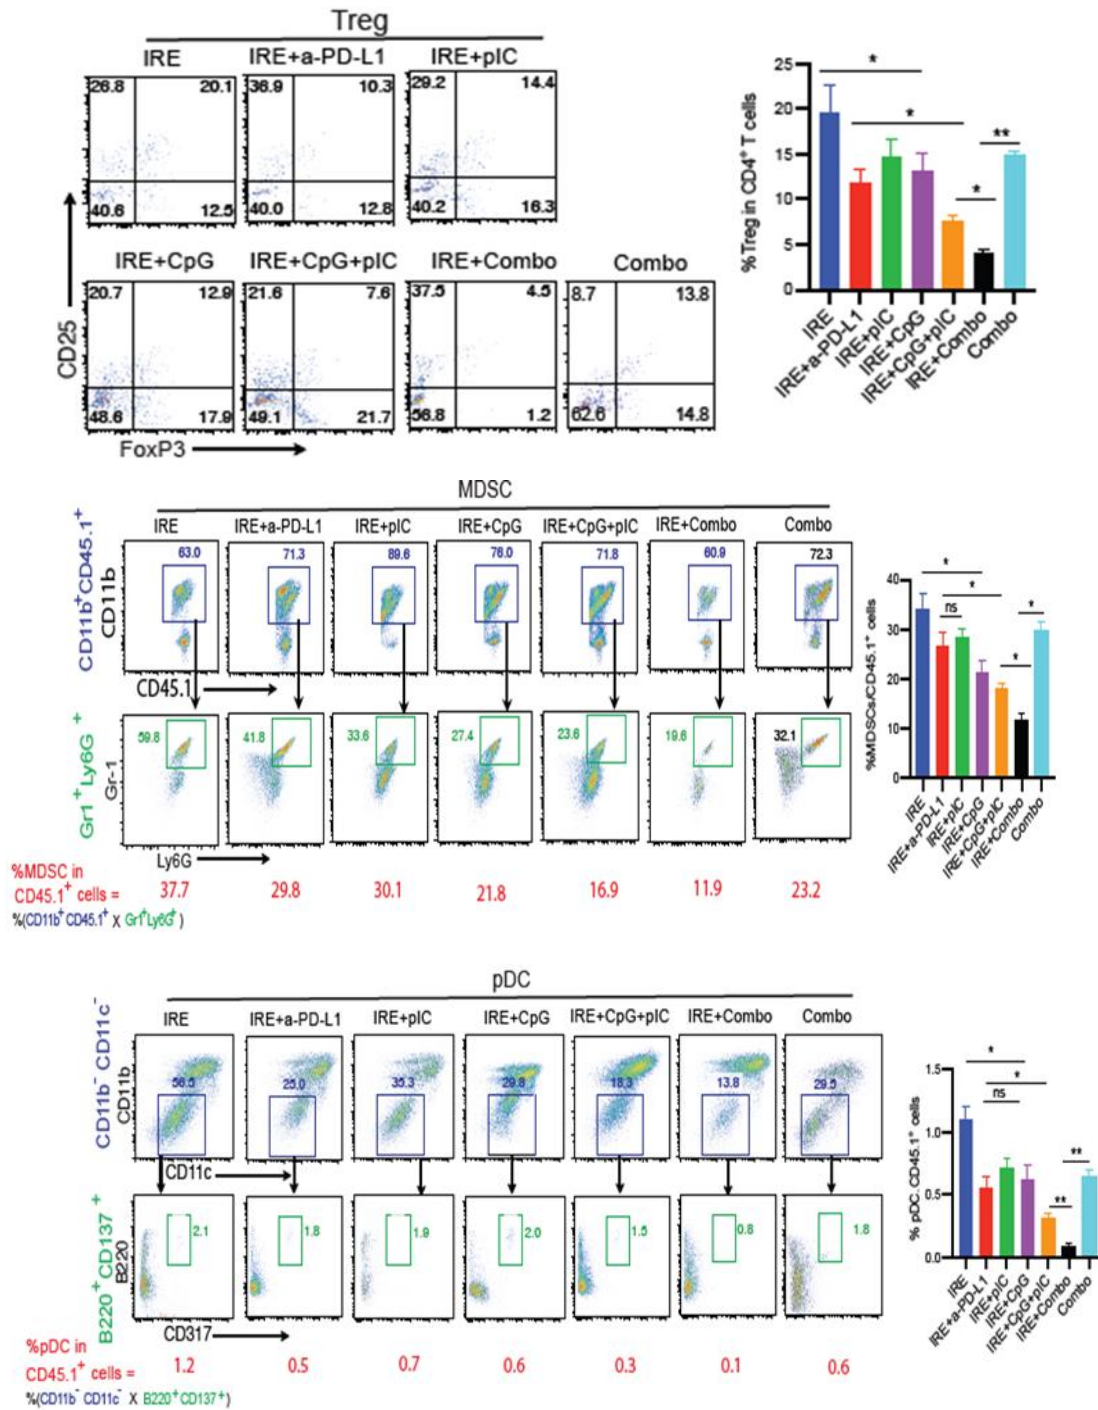 Treg
IRE IRE+a-PD-L1 IRE+pIC
26.8 20.1 36.9 10.3 29.2 14.4
40.6 12.5 40.0 12.8 40.2 16.3
IRE+CpG IRE+CpG+pIC IRE+Combo Combo
20.7 12.9 21.6 7.6 37.5 4.5 8.7 13.8
48.6 17.9 49.1 21.7 56.8 1.2 62.6 14.8
CD25
FoxP3
%Treg in CD4⁺ T cells
25
20
15
10
5
0
* * ** *
IRE IRE+a-PD-L1 IRE+pIC IRE+CpG IRE+CpG+pIC IRE+Combo Combo
MDSC
IRE IRE+a-PD-L1 IRE+pIC IRE+CpG IRE+CpG+pIC IRE+Combo Combo
63.0 71.3 89.6 76.0 71.8 60.9 72.3
CD11b⁺CD45.1⁺
CD11b
CD45.1
59.8 41.8 33.6 27.4 23.6 19.6 32.1
Gr1⁺Ly6G⁺
Gr-1
Ly6G
%MDSC in
CD45.1⁺ cells = 37.7 29.8 30.1 21.8 16.9 11.9 23.2
%(CD11b⁺CD45.1⁺ X Gr1⁺Ly6G⁺)
%MDSCs/CD45.1⁺ cells
40
30
20
10
0
* * ns * *
IRE IRE+a-PD-L1 IRE+pIC IRE+CpG IRE+CpG+pIC IRE+Combo Combo
pDC
IRE IRE+a-PD-L1 IRE+pIC IRE+CpG IRE+CpG+pIC IRE+Combo Combo
56.5 25.0 35.3 29.8 18.3 13.8 29.5
CD11b⁻ CD11c⁻
CD11b
CD11c
2.1 1.8 1.9 2.0 1.5 0.8 1.8
B220⁺CD137⁺
B220
CD317
%pDC in
CD45.1⁺ cells = 1.2 0.5 0.7 0.6 0.3 0.1 0.6
%(CD11b⁻ CD11c⁻ X B220⁺CD137⁺)
% pDC. CD45.1⁺ cells
1.5
1.0
0.5
0.0
* * ns ** **
IRE IRE+a-PD-L1 IRE+pIC IRE+CpG IRE+CpG+pIC IRE+Combo Combo